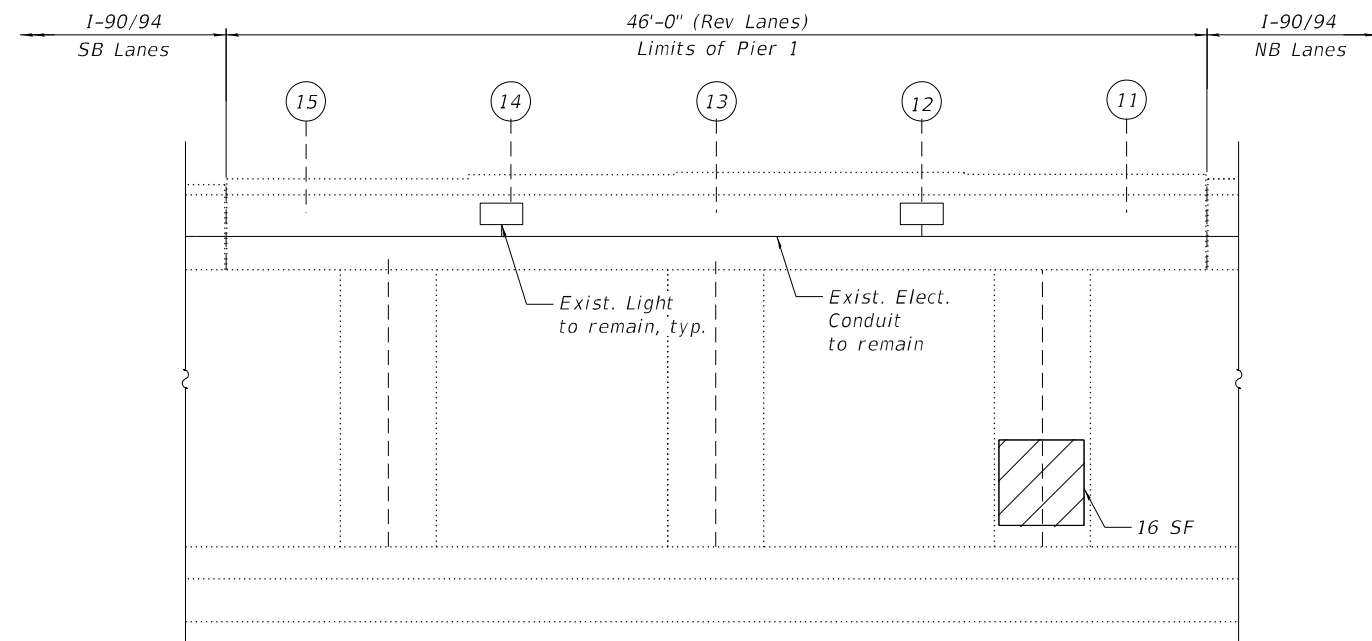 I-90/94
SB Lanes
46'-0" (Rev Lanes)
Limits of Pier 1
I-90/94
NB Lanes
15
14
13
12
11
Exist. Light
to remain, typ.
Exist. Elect.
Conduit
to remain
16 SF